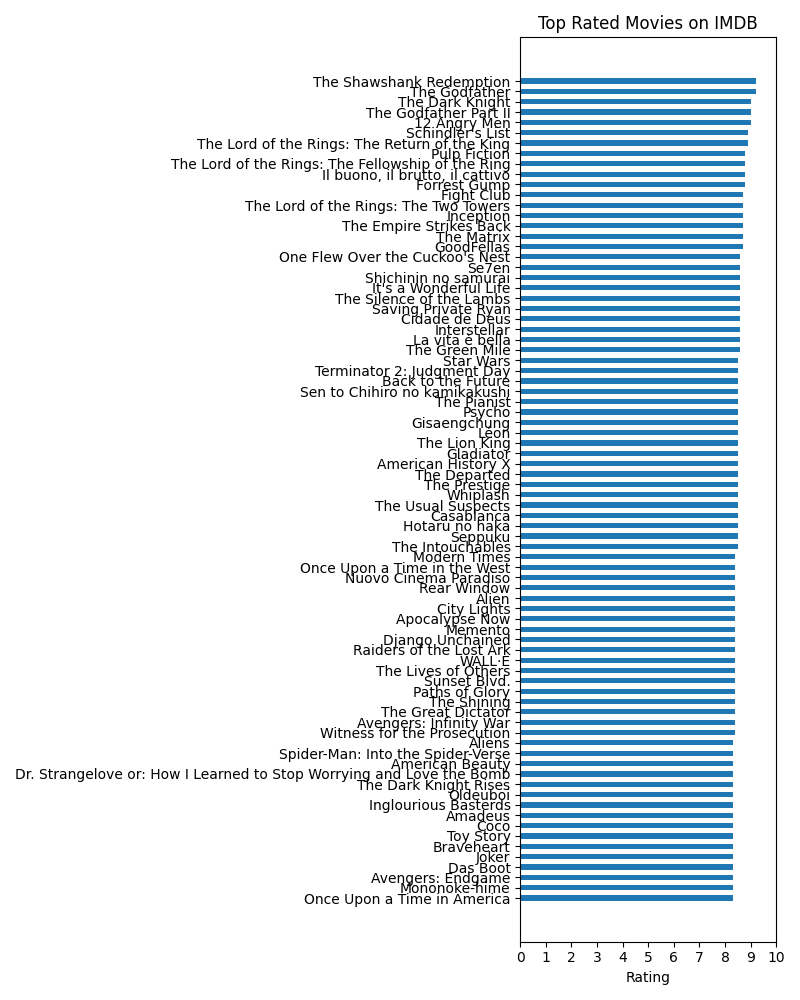 Top Rated Movies on IMDB
The Shawshank Redemption
The Godfather
The Dark Knight
The Godfather Part II
12 Angry Men
Schindler's List
The Lord of the Rings: The Return of the King
Pulp Fiction
The Lord of the Rings: The Fellowship of the Ring
Il buono, il brutto, il cattivo
Forrest Gump
Fight Club
The Lord of the Rings: The Two Towers
Inception
The Empire Strikes Back
The Matrix
GoodFellas
One Flew Over the Cuckoo's Nest
Se7en
Shichinin no samurai
It's a Wonderful Life
The Silence of the Lambs
Saving Private Ryan
Cidade de Deus
Interstellar
La vita è bella
The Green Mile
Star Wars
Terminator 2: Judgment Day
Back to the Future
Sen to Chihiro no kamikakushi
The Pianist
Psycho
Gisaengchung
Léon
The Lion King
Gladiator
American History X
The Departed
The Prestige
Whiplash
The Usual Suspects
Casablanca
Hotaru no haka
Seppuku
The Intouchables
Modern Times
Once Upon a Time in the West
Nuovo Cinema Paradiso
Rear Window
Alien
City Lights
Apocalypse Now
Memento
Django Unchained
Raiders of the Lost Ark
WALL·E
The Lives of Others
Sunset Blvd.
Paths of Glory
The Shining
The Great Dictator
Avengers: Infinity War
Witness for the Prosecution
Aliens
Spider-Man: Into the Spider-Verse
American Beauty
Dr. Strangelove or: How I Learned to Stop Worrying and Love the Bomb
The Dark Knight Rises
Oldeuboi
Inglourious Basterds
Amadeus
Coco
Toy Story
Braveheart
Joker
Das Boot
Avengers: Endgame
Mononoke-hime
Once Upon a Time in America
0 1 2 3 4 5 6 7 8 9 10
Rating